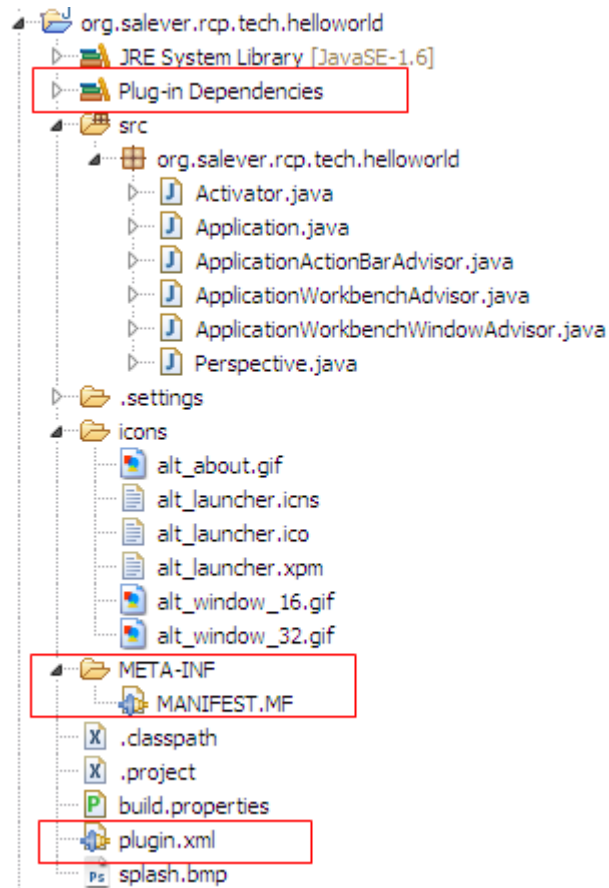 org.salever.rcp.tech.helloworld
JRE System Library [JavaSE-1.6]
Plug-in Dependencies
src
org.salever.rcp.tech.helloworld
J Activator.java
J Application.java
J ApplicationActionBarAdvisor.java
J ApplicationWorkbenchAdvisor.java
J ApplicationWorkbenchWindowAdvisor.java
J Perspective.java
.settings
icons
alt_about.gif
alt_launcher.icns
alt_launcher.ico
alt_launcher.xpm
alt_window_16.gif
alt_window_32.gif
META-INF
MANIFEST.MF
X .classpath
X .project
P build.properties
plugin.xml
Ps splash.bmp